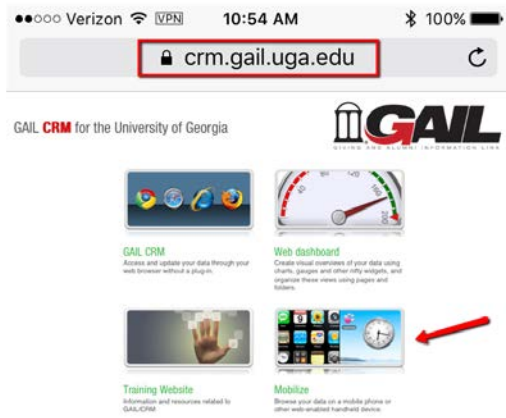 Verizon VPN 10:54 AM 100%
crm.gail.uga.edu
GAIL CRM for the University of Georgia
GAIL
GIVING AND ALUMNI INFORMATION LINK
GAIL CRM
Access and update your data through your
web browser without a plug-in.
Web dashboard
Create visual overviews of your data using
charts, gauges and other nifty widgets, and
organize these views using pages and
folders.
Training Website
Information and resources related to
GAIL/CRM
Mobilize
Browse your data on a mobile phone or
other web-enabled handheld device.